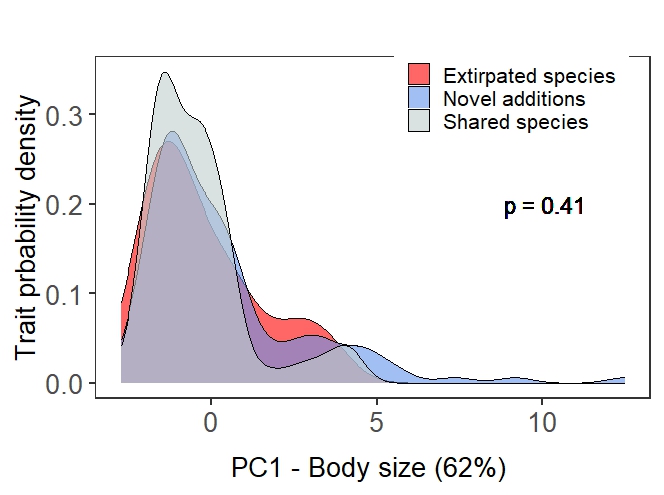 Extirpated species
Novel additions
Shared species
p = 0.41
Trait prbability density
0.3
0.2
0.1
0.0
0
5
10
PC1 - Body size (62%)